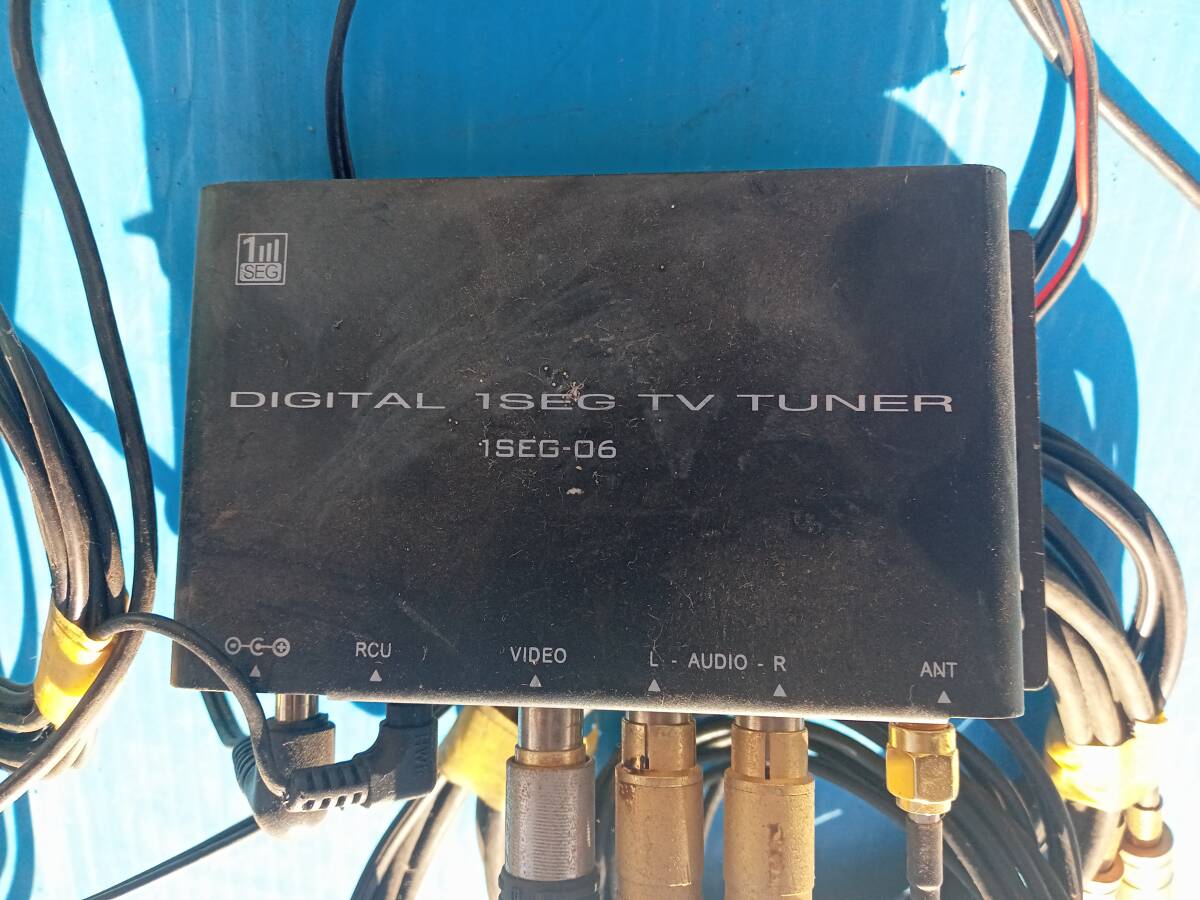 1
SEG
DIGITAL 1SEG TV TUNER
1SEG-06
RCU
VIDEO
L - AUDIO - R
ANT